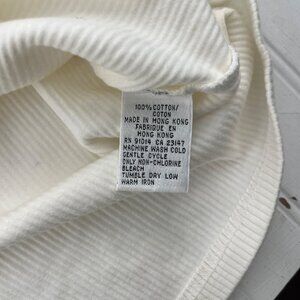 100% COTTON/
COTON
MADE IN HONG KONG
FABRIQUE EN
HONG KONG
RN 91014 CA 23147
MACHINE WASH COLD
GENTLE CYCLE
ONLY NON-CHLORINE
BLEACH
TUMBLE DRY LOW
WARM IRON